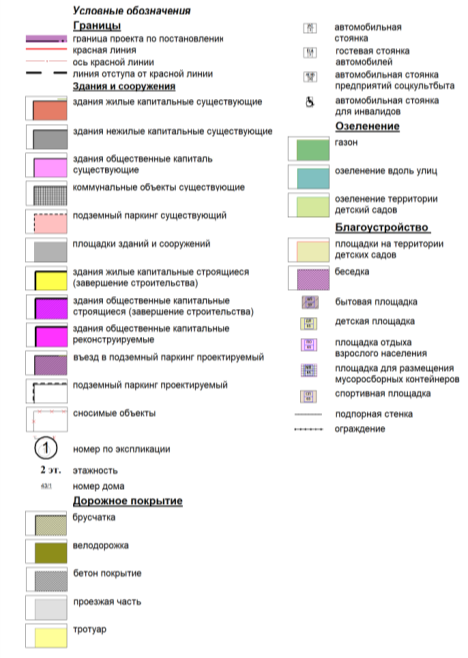 Условные обозначения
Границы
граница проекта по постановлени
красная линия
ось красной линии
линия отступа от красной линии
Здания и сооружения
здания жилые капитальные существующие
здания нежилые капитальные существующие
здания общественные капиталь
существующие
коммунальные объекты существующие
подземный паркинг существующий
площадки зданий и сооружений
здания жилые капитальные строящиеся
(завершение строительства)
здания общественные капитальные
строящиеся (завершение строительства)
здания общественные капитальные
реконструируемые
въезд в подземный паркинг проектируемый
подземный паркинг проектируемый
сносимые объекты
1
номер по экспликации
2 эт.
этажность
номер дома
Дорожное покрытие
брусчатка
велодорожка
бетон покрытие
проезжая часть
тротуар
автомобильная
стоянка
гостевая стоянка
автомобилей
автомобильная стоянка
предприятий соцкультбыта
автомобильная стоянка
для инвалидов
Озеленение
газон
озеленение вдоль улиц
озеленение территории
детский садов
Благоустройство
площадки на территории
детских садов
беседка
бытовая площадка
детская площадка
площадка отдыха
взрослого населения
площадка для размещения
мусоросборных контейнеров
спортивная площадка
подпорная стенка
ограждение